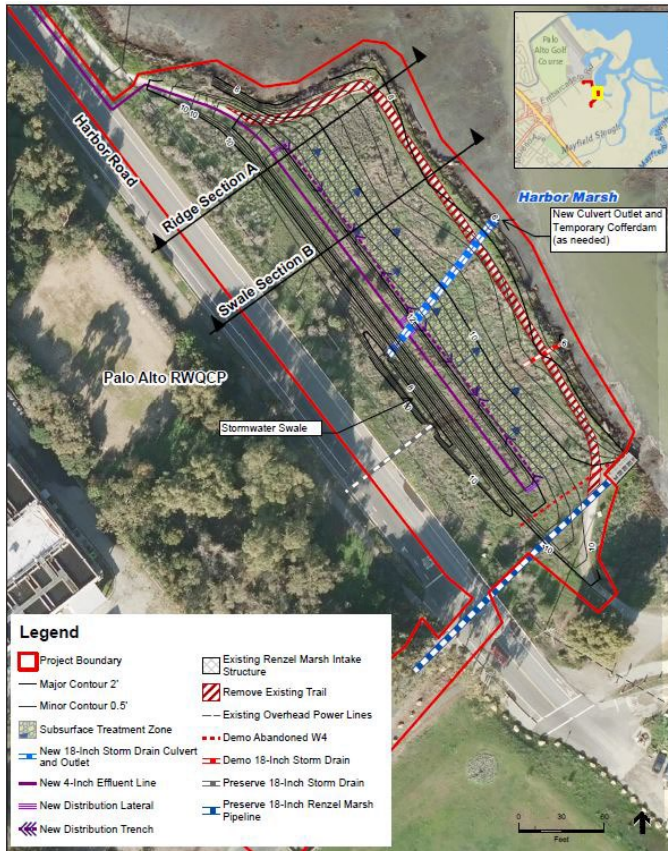 Palo
Alto Golf
Course
Embarcadero Rd
Mayfield Slough
Harbor Road
Ridge Section A
Swale Section B
Harbor Marsh
New Culvert Outlet and
Temporary Cofferdam
(as needed)
Palo Alto RWQCP
Stormwater Swale
Legend
Project Boundary
Major Contour 2'
Minor Contour 0.5'
Subsurface Treatment Zone
New 18-Inch Storm Drain Culvert
and Outlet
New 4-Inch Effluent Line
New Distribution Lateral
New Distribution Trench
Existing Renzel Marsh Intake
Structure
Remove Existing Trail
Existing Overhead Power Lines
Demo Abandoned W4
Demo 18-Inch Storm Drain
Preserve 18-Inch Storm Drain
Preserve 18-Inch Renzel Marsh
Pipeline
0 30 60
Feet